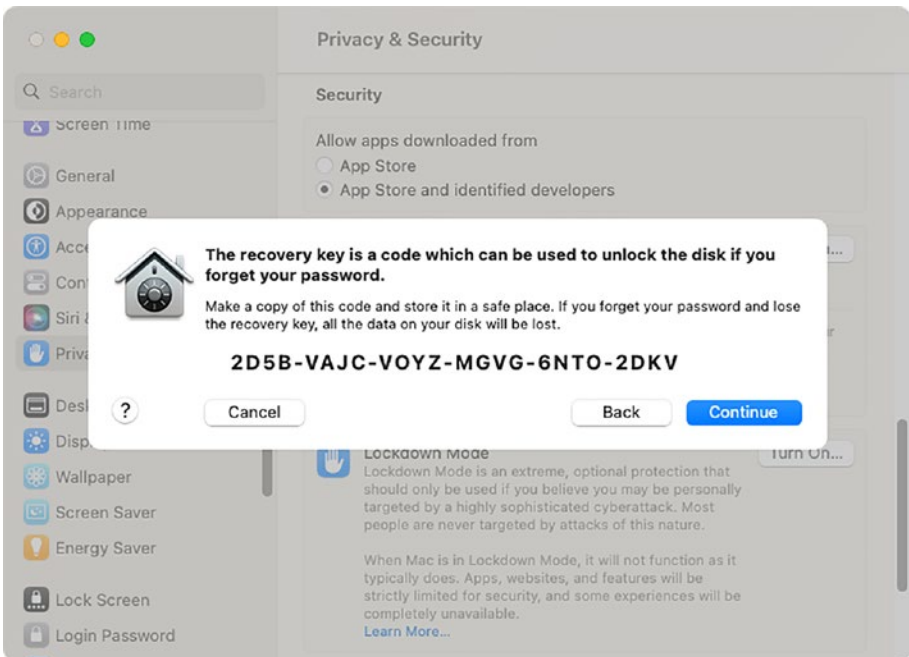 Privacy & Security
Search
Screen Time
General
Appearance
Security
Allow apps downloaded from
App Store
App Store and identified developers
The recovery key is a code which can be used to unlock the disk if you
forget your password.
Make a copy of this code and store it in a safe place. If you forget your password and lose
the recovery key, all the data on your disk will be lost.
2D5B-VAJC-VOYZ-MGVG-6NTO-2DKV
?
Cancel
Back
Continue
Siri
Wallpaper
Screen Saver
Energy Saver
Lock Screen
Login Password
Lockdown Mode
Turn On...
Lockdown Mode is an extreme, optional protection that
should only be used if you believe you may be personally
targeted by a highly sophisticated cyberattack. Most
people are never targeted by attacks of this nature.
When Mac is in Lockdown Mode, it will not function as it
typically does. Apps, websites, and features will be
strictly limited for security, and some experiences will be
completely unavailable.
Learn More...